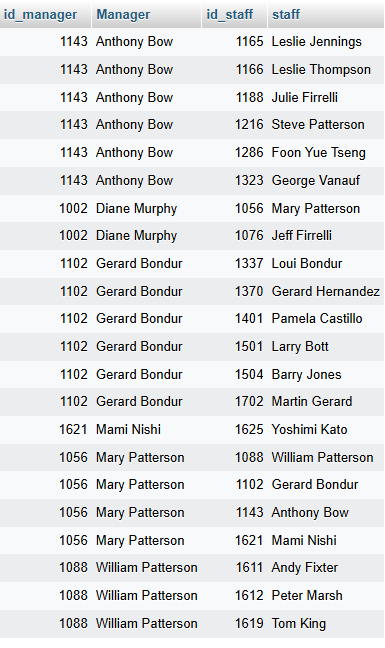 id_manager Manager id_staff staff
1143 Anthony Bow 1165 Leslie Jennings
1143 Anthony Bow 1166 Leslie Thompson
1143 Anthony Bow 1188 Julie Firrelli
1143 Anthony Bow 1216 Steve Patterson
1143 Anthony Bow 1286 Foon Yue Tseng
1143 Anthony Bow 1323 George Vanauf
1002 Diane Murphy 1056 Mary Patterson
1002 Diane Murphy 1076 Jeff Firrelli
1102 Gerard Bondur 1337 Loui Bondur
1102 Gerard Bondur 1370 Gerard Hernandez
1102 Gerard Bondur 1401 Pamela Castillo
1102 Gerard Bondur 1501 Larry Bott
1102 Gerard Bondur 1504 Barry Jones
1102 Gerard Bondur 1702 Martin Gerard
1621 Mami Nishi 1625 Yoshimi Kato
1056 Mary Patterson 1088 William Patterson
1056 Mary Patterson 1102 Gerard Bondur
1056 Mary Patterson 1143 Anthony Bow
1056 Mary Patterson 1621 Mami Nishi
1088 William Patterson 1611 Andy Fixter
1088 William Patterson 1612 Peter Marsh
1088 William Patterson 1619 Tom King